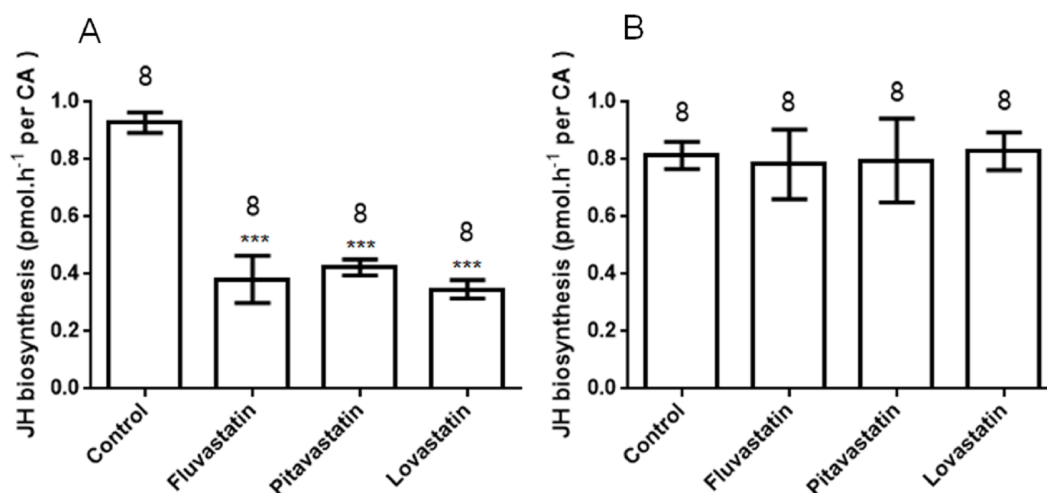 A
JH biosynthesis (pmol.h-1 per CA )
1.0
0.8
0.6
0.4
0.2
0.0
8
8
8
8
***
***
***
Control
Fluvastatin
Pitavastatin
Lovastatin
B
JH biosynthesis (pmol.h-1 per CA )
1.0
0.8
0.6
0.4
0.2
0.0
8
8
8
8
Control
Fluvastatin
Pitavastatin
Lovastatin